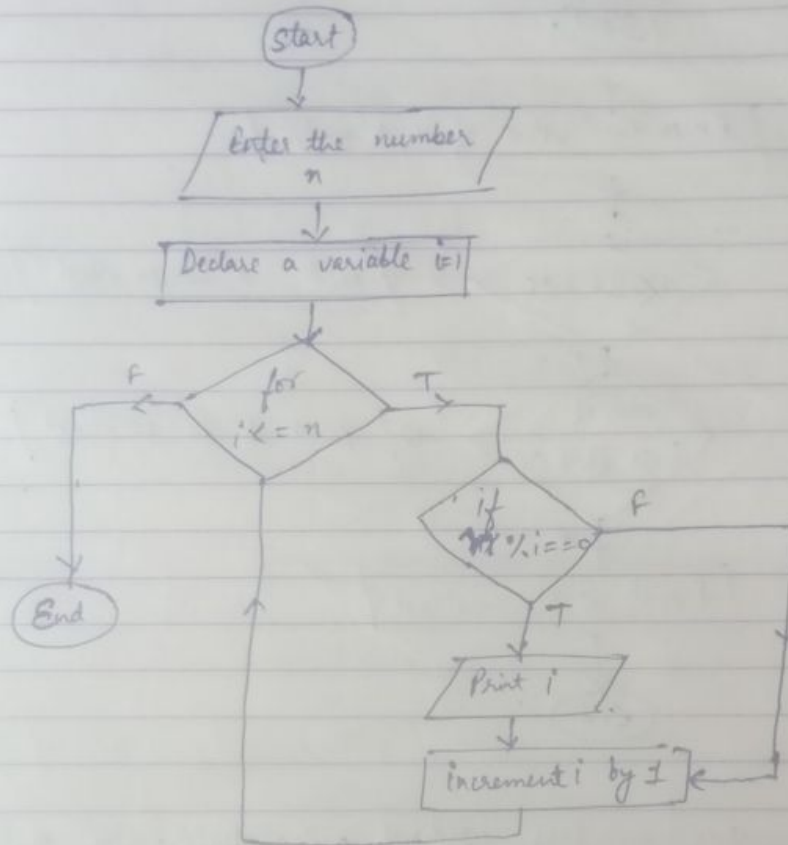 Start
Enter the number
n
Declare a variable i=1
F
for
i<=n
T
if
%i==0
F
End
T
Print i
increment i by 1